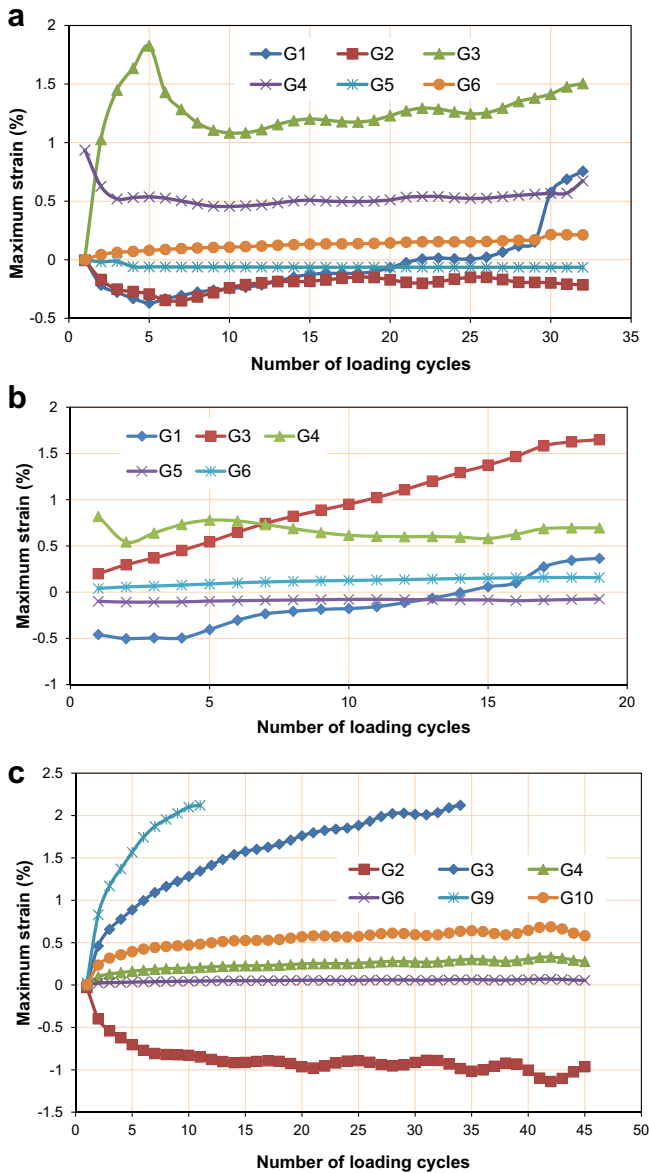 a
2
1.5
1
0.5
0
-0.5
Maximum strain (%)
G1 G2 G3
G4 G5 G6
0 5 10 15 20 25 30 35
Number of loading cycles
b
2
1.5
1
0.5
0
-0.5
-1
Maximum strain (%)
G1 G3 G4
G5 G6
0 5 10 15 20
Number of loading cycles
c
2.5
2
1.5
1
0.5
0
-0.5
-1
-1.5
Maximum strain (%)
G2 G3 G4
G6 G9 G10
0 5 10 15 20 25 30 35 40 45 50
Number of loading cycles